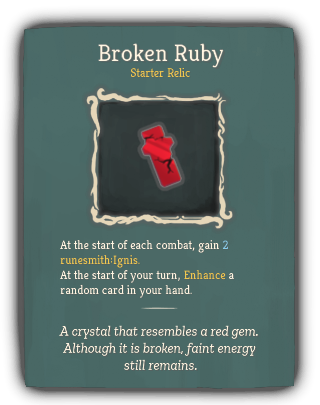 Broken Ruby
Starter Relic
At the start of each combat, gain 2
runesmith:Ignis.
At the start of your turn, Enhance a
random card in your hand.
A crystal that resembles a red gem.
Although it is broken, faint energy
still remains.